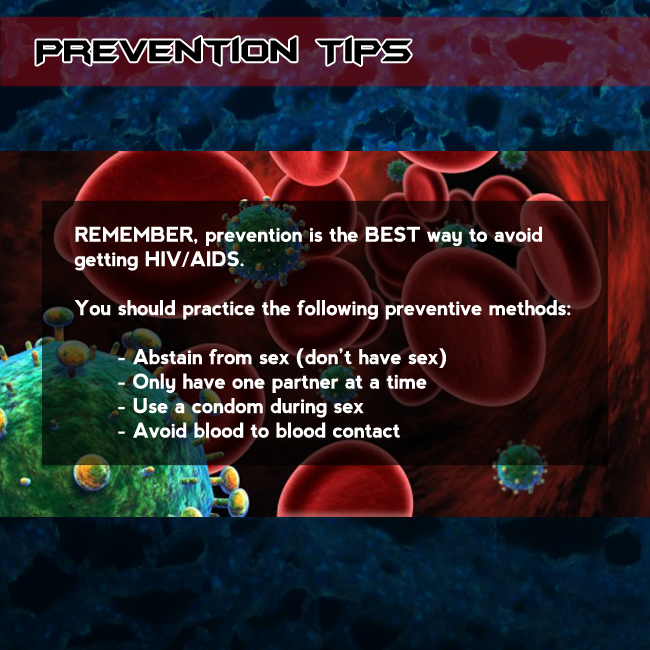 PREVENTION TIPS
REMEMBER, prevention is the BEST way to avoid
getting HIV/AIDS.
You should practice the following preventive methods:
- Abstain from sex (don't have sex)
- Only have one partner at a time
- Use a condom during sex
- Avoid blood to blood contact